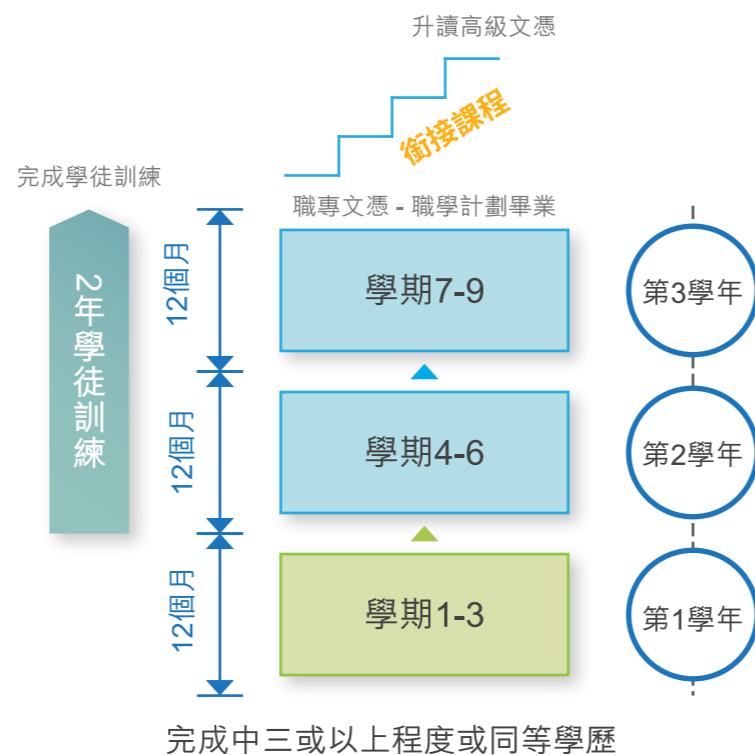 升讀高級文憑
銜接課程
完成學徒訓練
職專文憑 - 職學計劃畢業
2年學徒訓練
12個月
學期7-9
第3學年
12個月
學期4-6
第2學年
12個月
學期1-3
第1學年
完成中三或以上程度或同等學歷